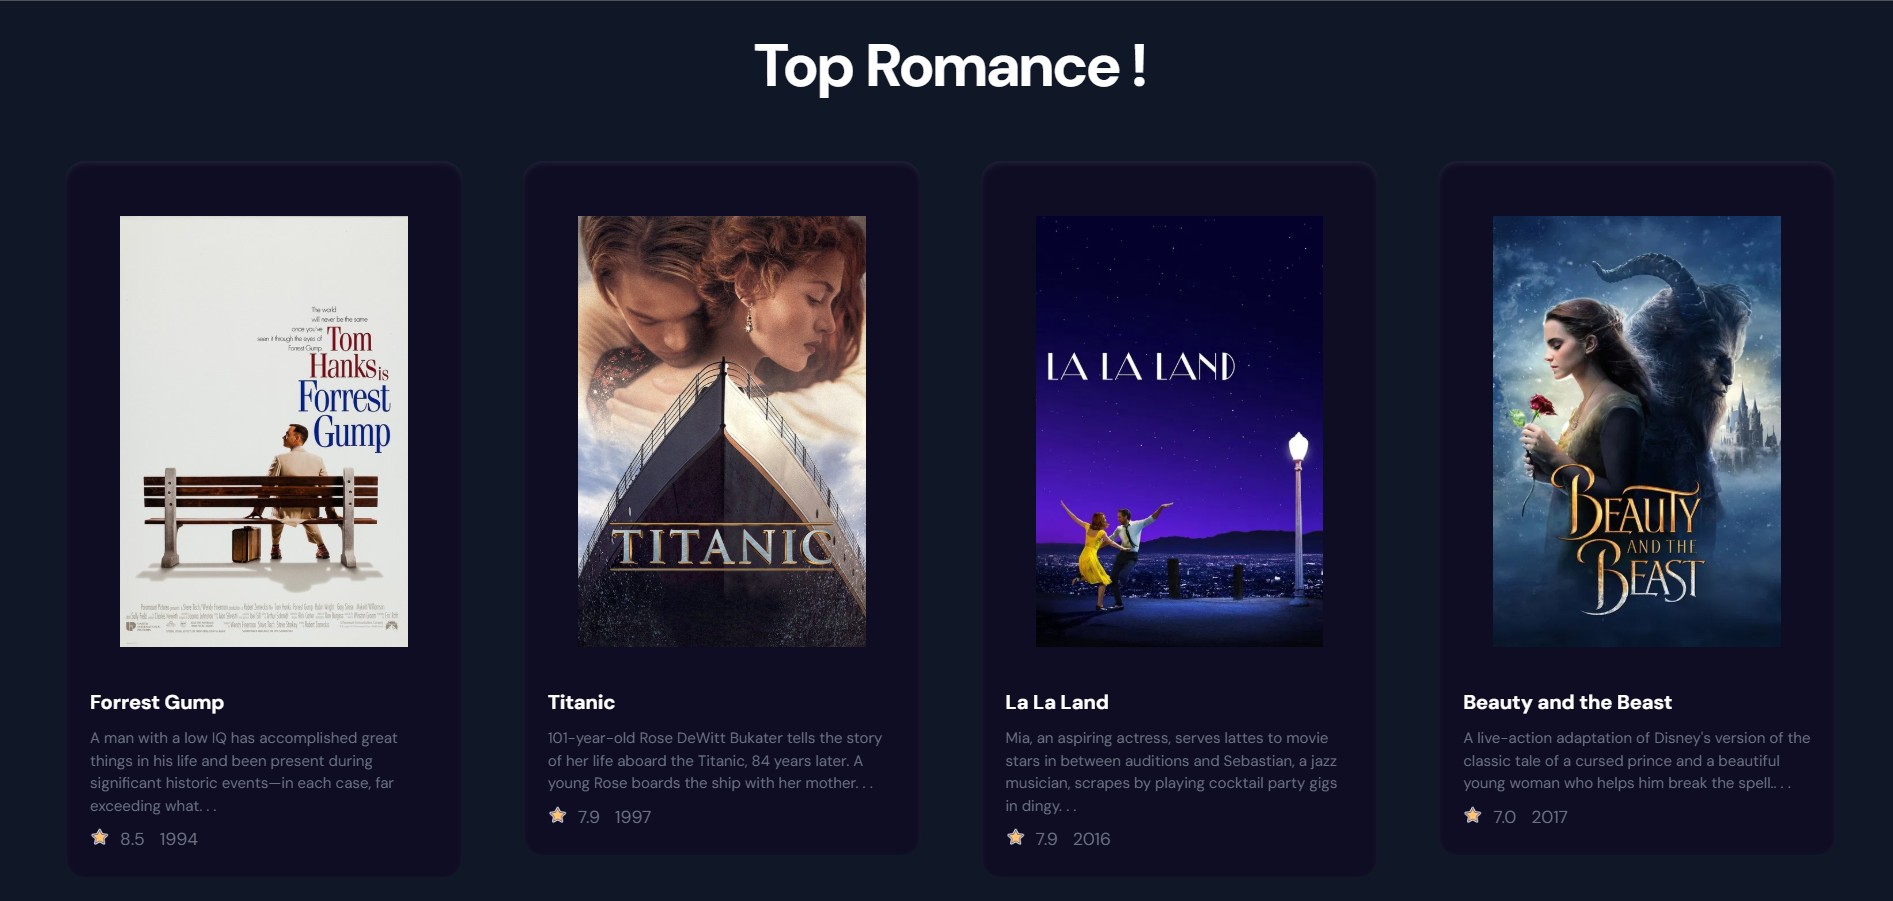 Top Romance !
The world
will never be the same
once you've
seen it through the eyes of
Forrest Gump.
Tom
Hanks is
Forrest
Gump
TITANIC
LA LA LAND
BEAUTY
AND THE
BEAST
Forrest Gump
A man with a low IQ has accomplished great
things in his life and been present during
significant historic events—in each case, far
exceeding what. . .
8.5 1994
Titanic
101-year-old Rose DeWitt Bukater tells the story
of her life aboard the Titanic, 84 years later. A
young Rose boards the ship with her mother. . .
7.9 1997
La La Land
Mia, an aspiring actress, serves lattes to movie
stars in between auditions and Sebastian, a jazz
musician, scrapes by playing cocktail party gigs
in dingy. . .
7.9 2016
Beauty and the Beast
A live-action adaptation of Disney's version of the
classic tale of a cursed prince and a beautiful
young woman who helps him break the spell.. . .
7.0 2017